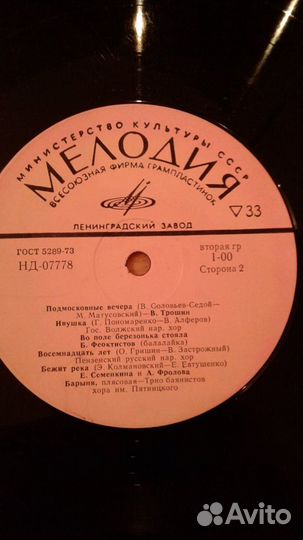 МИНИСТЕРСТВО КУЛЬТУРЫ СССР
МЕЛОДИЯ
ВСЕСОЮЗНАЯ ФИРМА ГРАМПЛАСТИНОК
▽33
ЛЕНИНГРАДСКИЙ ЗАВОД
ГОСТ 5289-73
НД-07778
вторая гр
1-00
Сторона 2
Подмосковные вечера (В. Соловьев-Седой—
М. Матусовский)—В. Трошин
Ивушка (Г. Пономаренко—В. Алферов)
Гос. Волжский нар. хор
Во поле березонька стояла
Б. Феоктистов (балалайка)
Восемнадцать лет (О. Гришин—В. Застрожный)
Пензенский русский нар. хор
Бежит река (Э. Колмановский—Е. Евтушенко)
Е. Семенкина и А. Фролова
Барыня, плясовая—Трио баянистов
хора им. Пятницкого
Avito